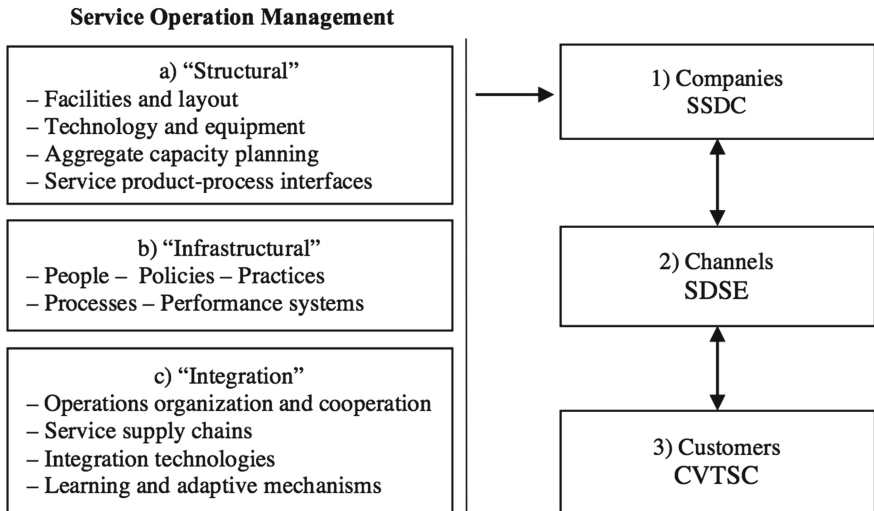 Service Operation Management
a) “Structural”
– Facilities and layout
– Technology and equipment
– Aggregate capacity planning
– Service product-process interfaces
b) “Infrastructural”
– People – Policies – Practices
– Processes – Performance systems
c) “Integration”
– Operations organization and cooperation
– Service supply chains
– Integration technologies
– Learning and adaptive mechanisms
1) Companies
SSDC
2) Channels
SDSE
3) Customers
CVTSC